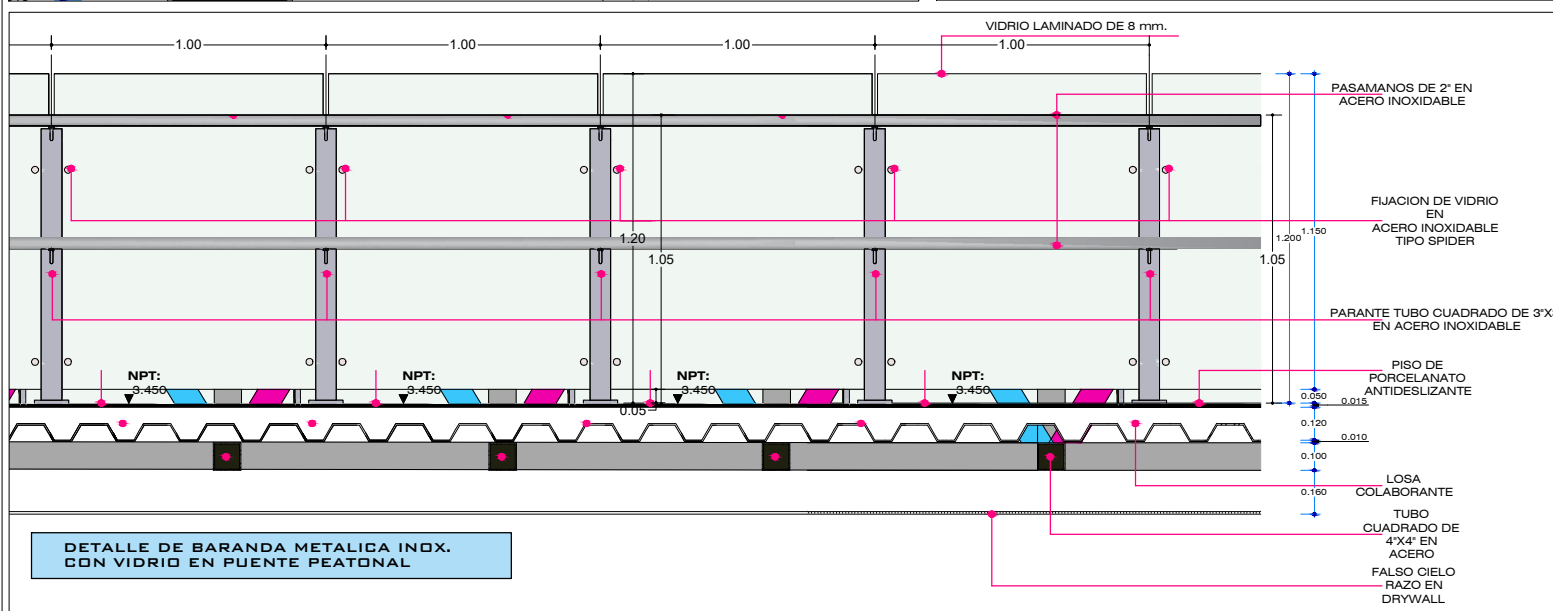 VIDRIO LAMINADO DE 8 mm.
1.00
1.00
1.00
1.00
PASAMANOS DE 2" EN
ACERO INOXIDABLE
FIJACION DE VIDRIO
EN
ACERO INOXIDABLE
TIPO SPIDER
1.20
1.05
1.200
1.150
1.05
PARANTE TUBO CUADRADO DE 3"X
EN ACERO INOXIDABLE
NPT:
3.450
NPT:
3.450
NPT:
3.450
NPT:
3.450
0.05
PISO DE
PORCELANATO
ANTIDESLIZANTE
0.050
0.015
0.120
0.010
0.100
0.160
LOSA
COLABORANTE
TUBO
CUADRADO DE
4"X4" EN
ACERO
FALSO CIELO
RAZO EN
DRYWALL
DETALLE DE BARANDA METALICA INOX.
CON VIDRIO EN PUENTE PEATONAL